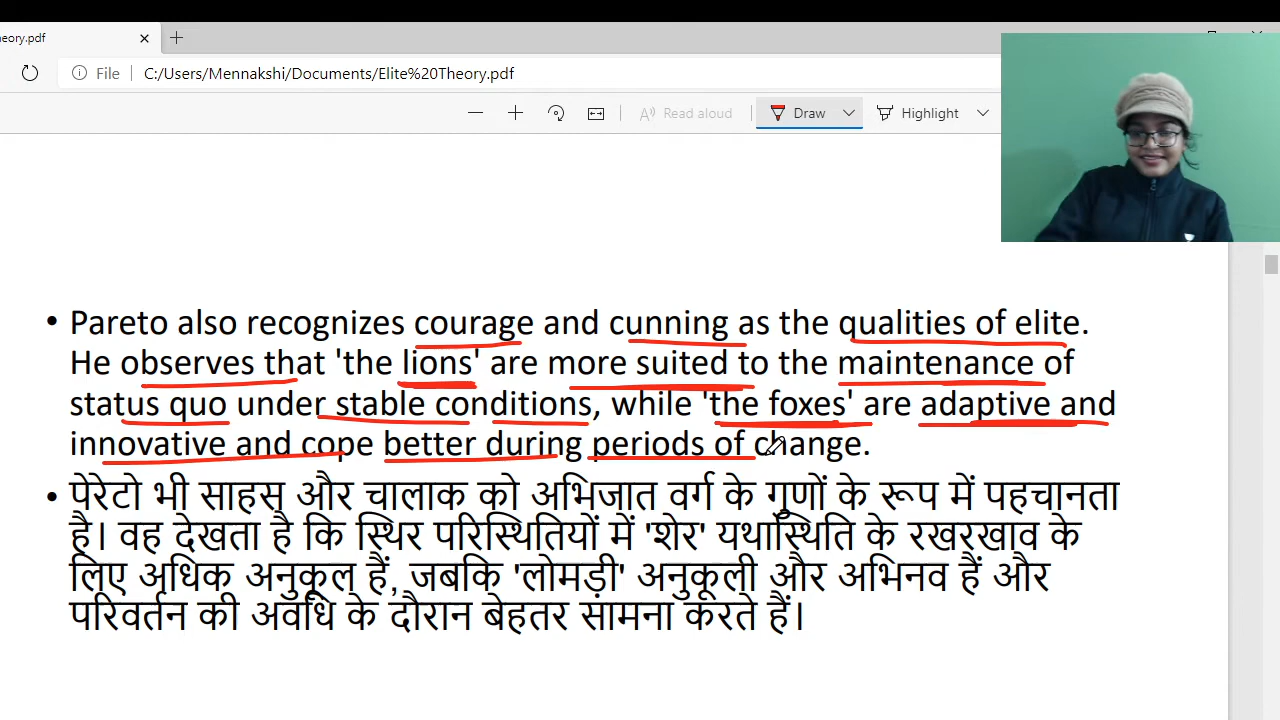 eory.pdf
File C:/Users/Mennakshi/Documents/Elite%20Theory.pdf
Read aloud Draw Highlight
• Pareto also recognizes courage and cunning as the qualities of elite.
He observes that 'the lions' are more suited to the maintenance of
status quo under stable conditions, while 'the foxes' are adaptive and
innovative and cope better during periods of change.
• पेरेटो भी साहस और चालाक को अभिजात वर्ग के गुणों के रूप में पहचानता
है। वह देखता है कि स्थिर परिस्थितियों में 'शेर' यथास्थिति के रखरखाव के
लिए अधिक अनुकूल हैं, जबकि 'लोमड़ी' अनुकूली और अभिनव हैं और
परिवर्तन की अवधि के दौरान बेहतर सामना करते हैं।